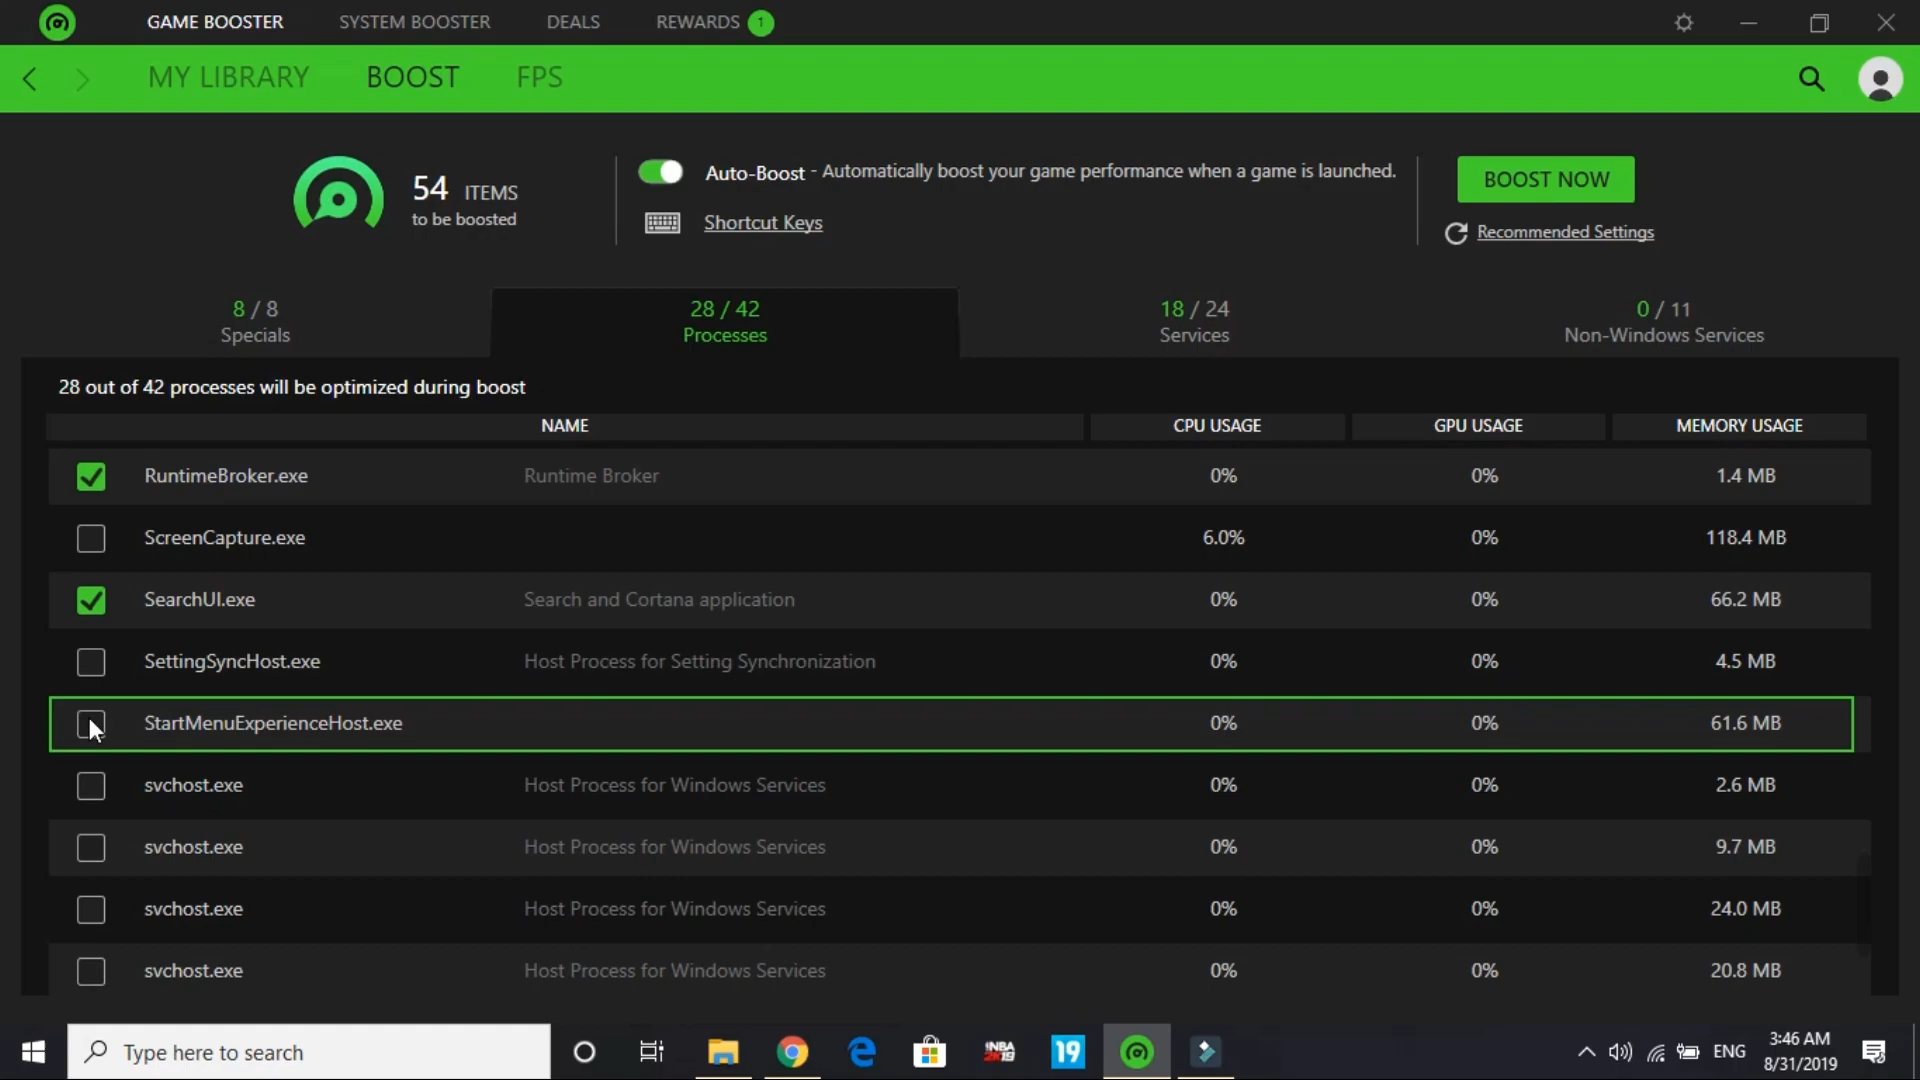 GAME BOOSTER SYSTEM BOOSTER DEALS REWARDS 1
MY LIBRARY BOOST FPS
54 ITEMS
to be boosted
Auto-Boost - Automatically boost your game performance when a game is launched.
Shortcut Keys
BOOST NOW
Recommended Settings
8 / 8
Specials
28 / 42
Processes
18 / 24
Services
0 / 11
Non-Windows Services
28 out of 42 processes will be optimized during boost
NAME CPU USAGE GPU USAGE MEMORY USAGE
RuntimeBroker.exe Runtime Broker 0% 0% 1.4 MB
ScreenCapture.exe 6.0% 0% 118.4 MB
SearchUI.exe Search and Cortana application 0% 0% 66.2 MB
SettingSyncHost.exe Host Process for Setting Synchronization 0% 0% 4.5 MB
StartMenuExperienceHost.exe 0% 0% 61.6 MB
svchost.exe Host Process for Windows Services 0% 0% 2.6 MB
svchost.exe Host Process for Windows Services 0% 0% 9.7 MB
svchost.exe Host Process for Windows Services 0% 0% 24.0 MB
svchost.exe Host Process for Windows Services 0% 0% 20.8 MB
Type here to search
NBA
2K19
19
ENG
3:46 AM
8/31/2019